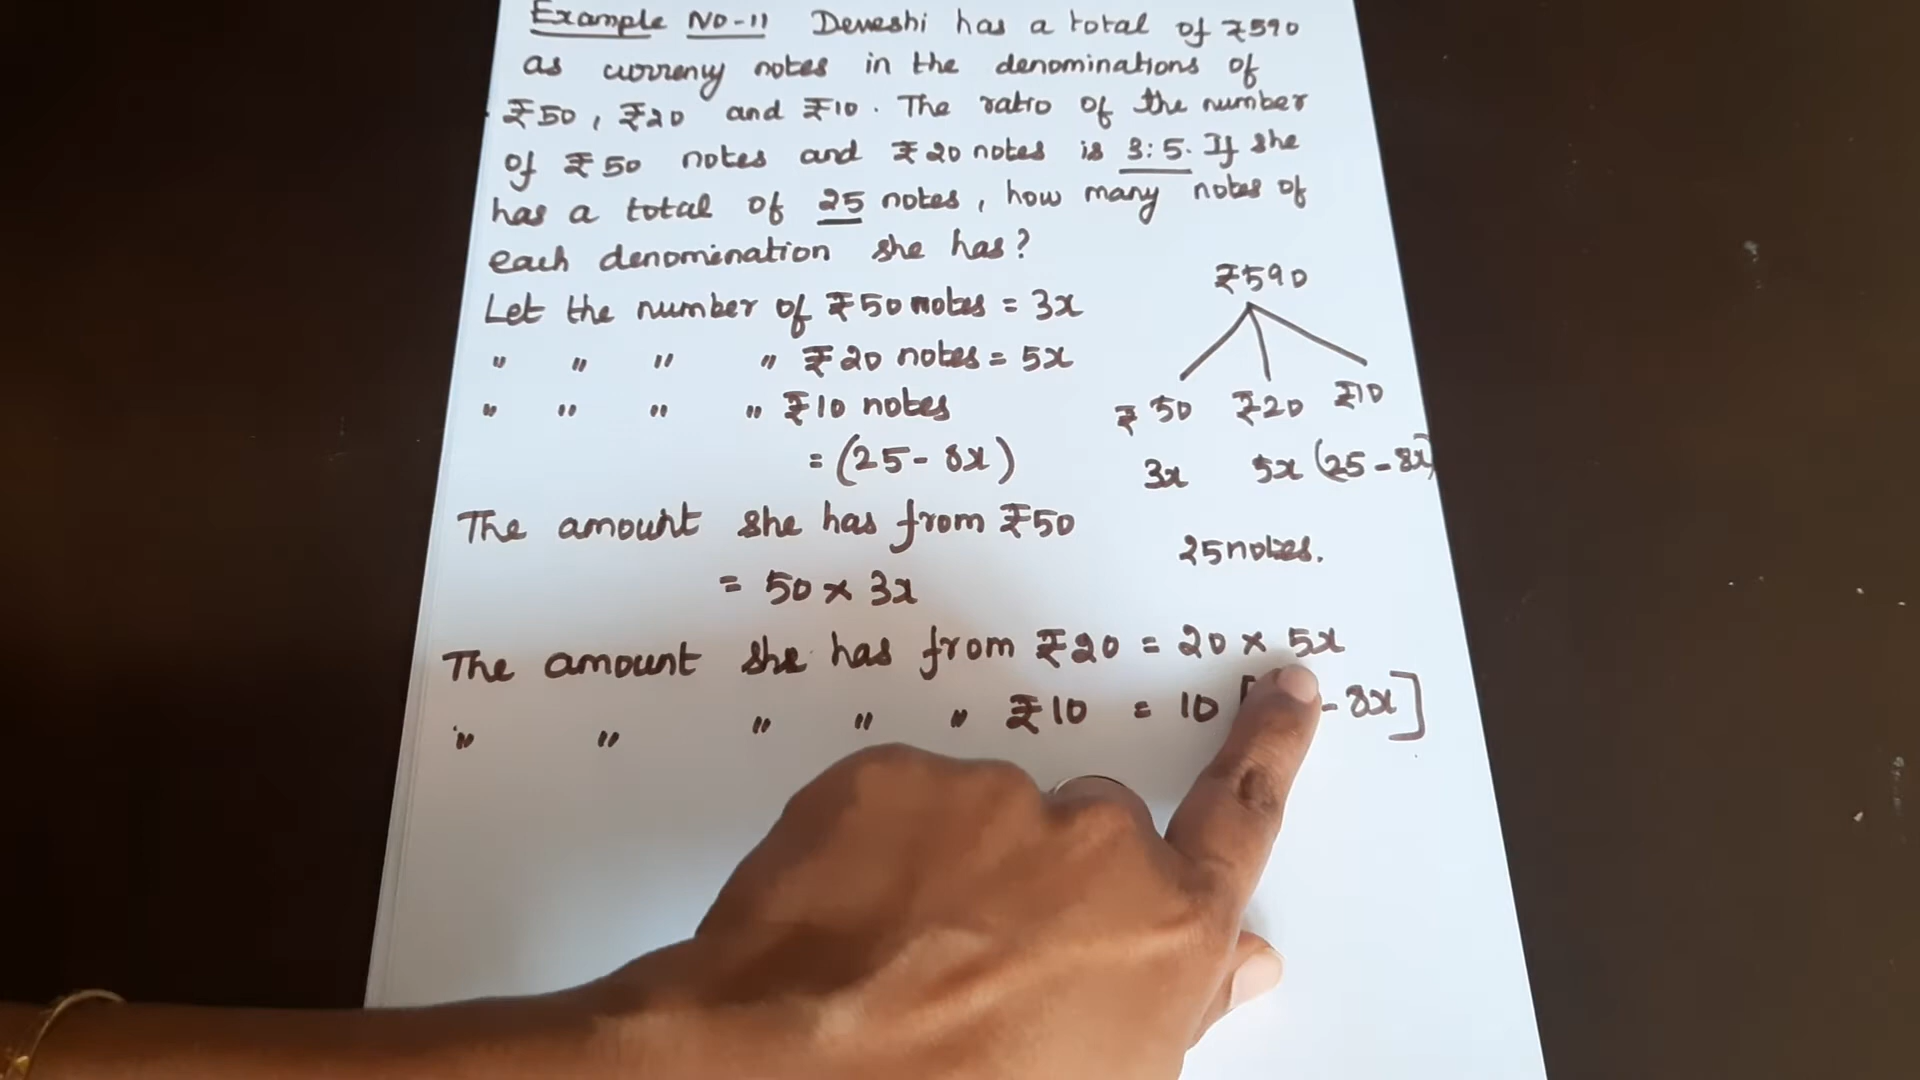 Example No-11 Deveshi has a total of ₹590
as curreny notes in the denominations of
₹50, ₹20 and ₹10. The ratio of the number
of ₹50 notes and ₹20 notes is 3:5. If she
has a total of 25 notes, how many notes of
each denomination she has?
Let the number of ₹50 notes = 3x
" " " " ₹20 notes = 5x
" " " " ₹10 notes
= (25-8x)
The amount she has from ₹50
= 50 × 3x
The amount she has from ₹20 = 20 × 5x
" " " " " ₹10 = 10 [ - 8x]
₹590
₹50 ₹20 ₹10
3x 5x (25-8x)
25 notes.